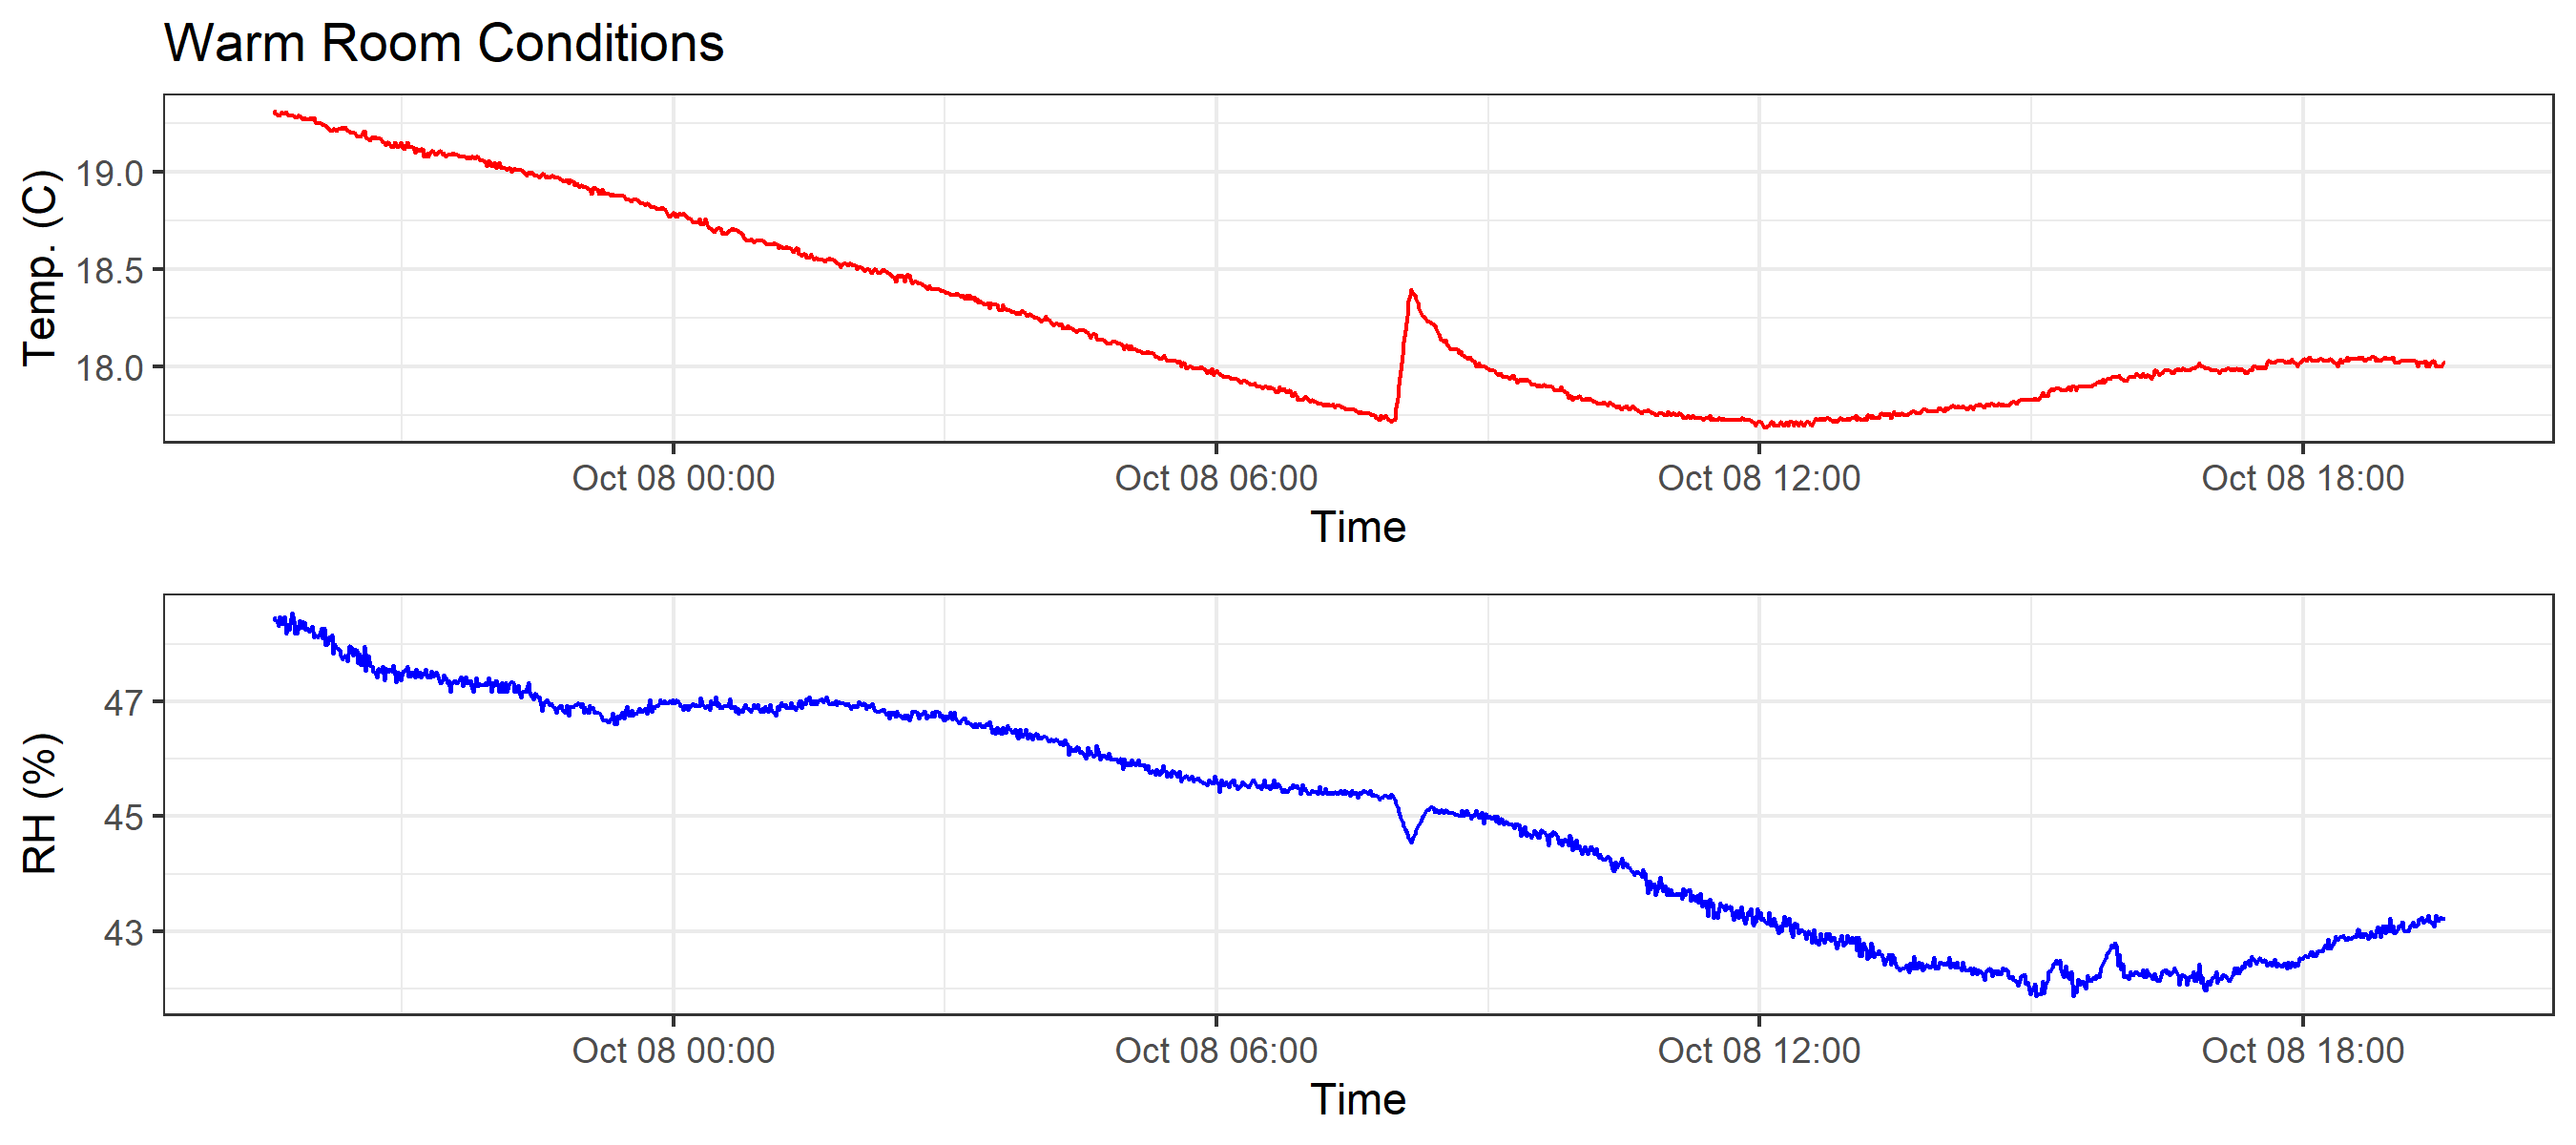 Warm Room Conditions
Temp. (C)
19.0
18.5
18.0
Oct 08 00:00 Oct 08 06:00 Oct 08 12:00 Oct 08 18:00
Time
RH (%)
47
45
43
Oct 08 00:00 Oct 08 06:00 Oct 08 12:00 Oct 08 18:00
Time